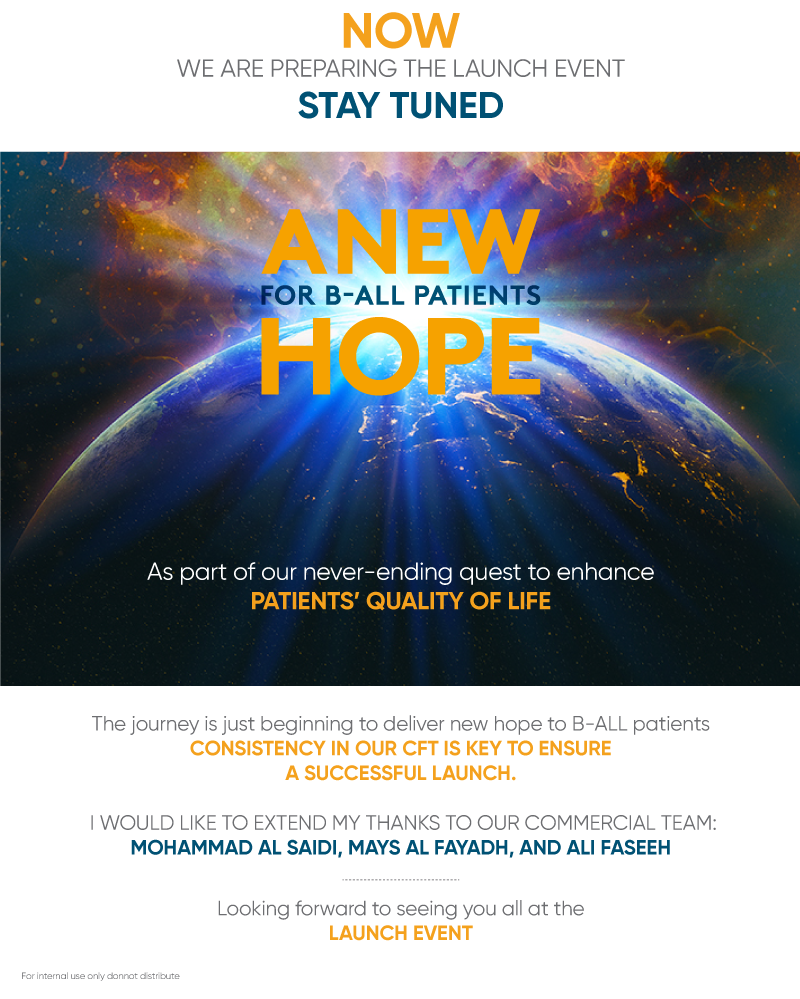 NOW
WE ARE PREPARING THE LAUNCH EVENT
STAY TUNED
A NEW
FOR B-ALL PATIENTS
HOPE
As part of our never-ending quest to enhance
PATIENTS’ QUALITY OF LIFE
The journey is just beginning to deliver new hope to B-ALL patients
CONSISTENCY IN OUR CFT IS KEY TO ENSURE
A SUCCESSFUL LAUNCH.
I WOULD LIKE TO EXTEND MY THANKS TO OUR COMMERCIAL TEAM:
MOHAMMAD AL SAIDI, MAYS AL FAYADH, AND ALI FASEEH
Looking forward to seeing you all at the
LAUNCH EVENT
For internal use only donnot distribute